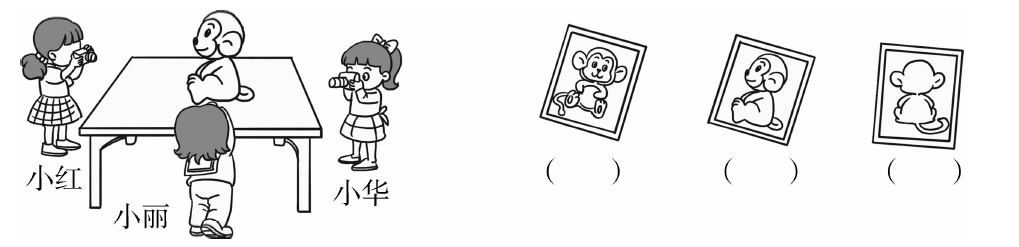 小红
小丽
小华
( ) ( ) ( )